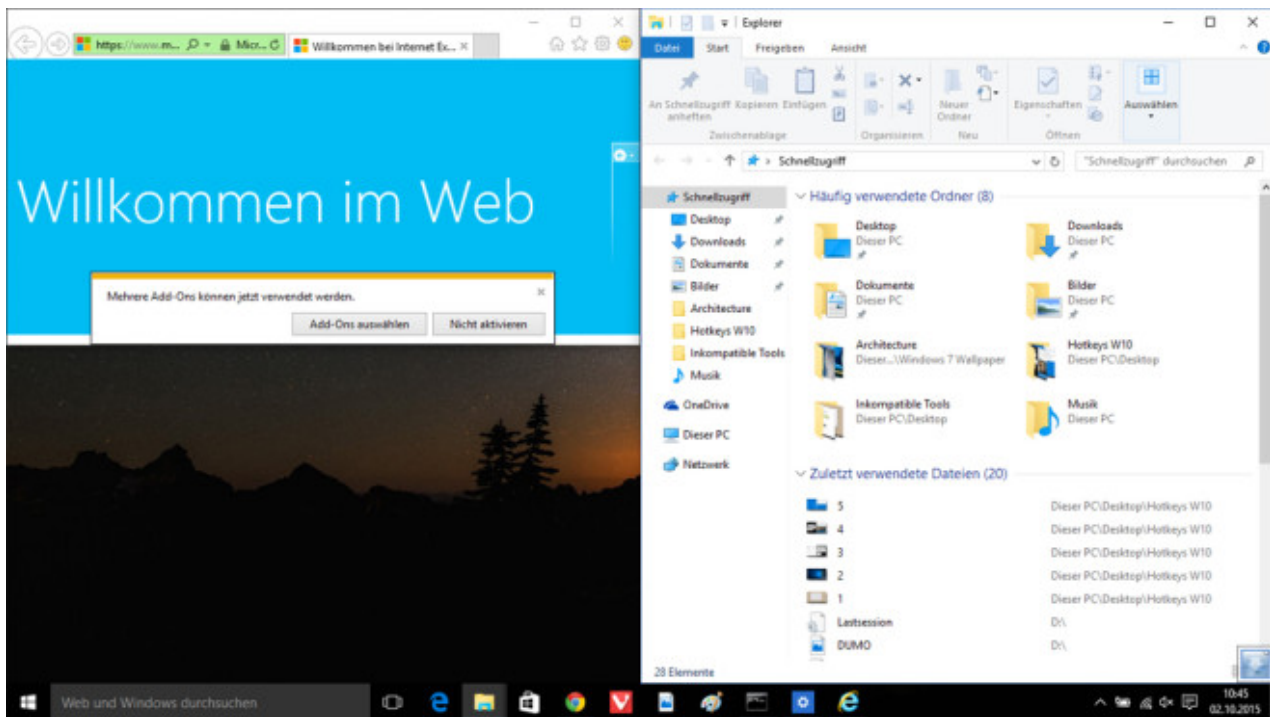 https://www.m... Micr...
Willkommen bei Internet Ex...
Willkommen im Web
Mehrere Add-Ons können jetzt verwendet werden.
Add-Ons auswählen
Nicht aktivieren
Explorer
Datei Start Freigeben Ansicht
An Schnellzugriff anheften
Kopieren
Einfügen
Neuer Ordner
Eigenschaften
Auswählen
Zwischenablage
Organisieren
Neu
Öffnen
Schnellzugriff
"Schnellzugriff" durchsuchen
Schnellzugriff
Desktop
Downloads
Dokumente
Bilder
Architecture
Hotkeys W10
Inkompatible Tools
Musik
OneDrive
Dieser PC
Netzwerk
Häufig verwendete Ordner (8)
Desktop
Dieser PC
Downloads
Dieser PC
Dokumente
Dieser PC
Bilder
Dieser PC
Architecture
Dieser...\Windows 7 Wallpaper
Hotkeys W10
Dieser PC\Desktop
Inkompatible Tools
Dieser PC\Desktop
Musik
Dieser PC
Zuletzt verwendete Dateien (20)
5 Dieser PC\Desktop\Hotkeys W10
4 Dieser PC\Desktop\Hotkeys W10
3 Dieser PC\Desktop\Hotkeys W10
2 Dieser PC\Desktop\Hotkeys W10
1 Dieser PC\Desktop\Hotkeys W10
Lastsession D:\
DUMO D:\
28 Elemente
Web und Windows durchsuchen
10:45
02.10.2015